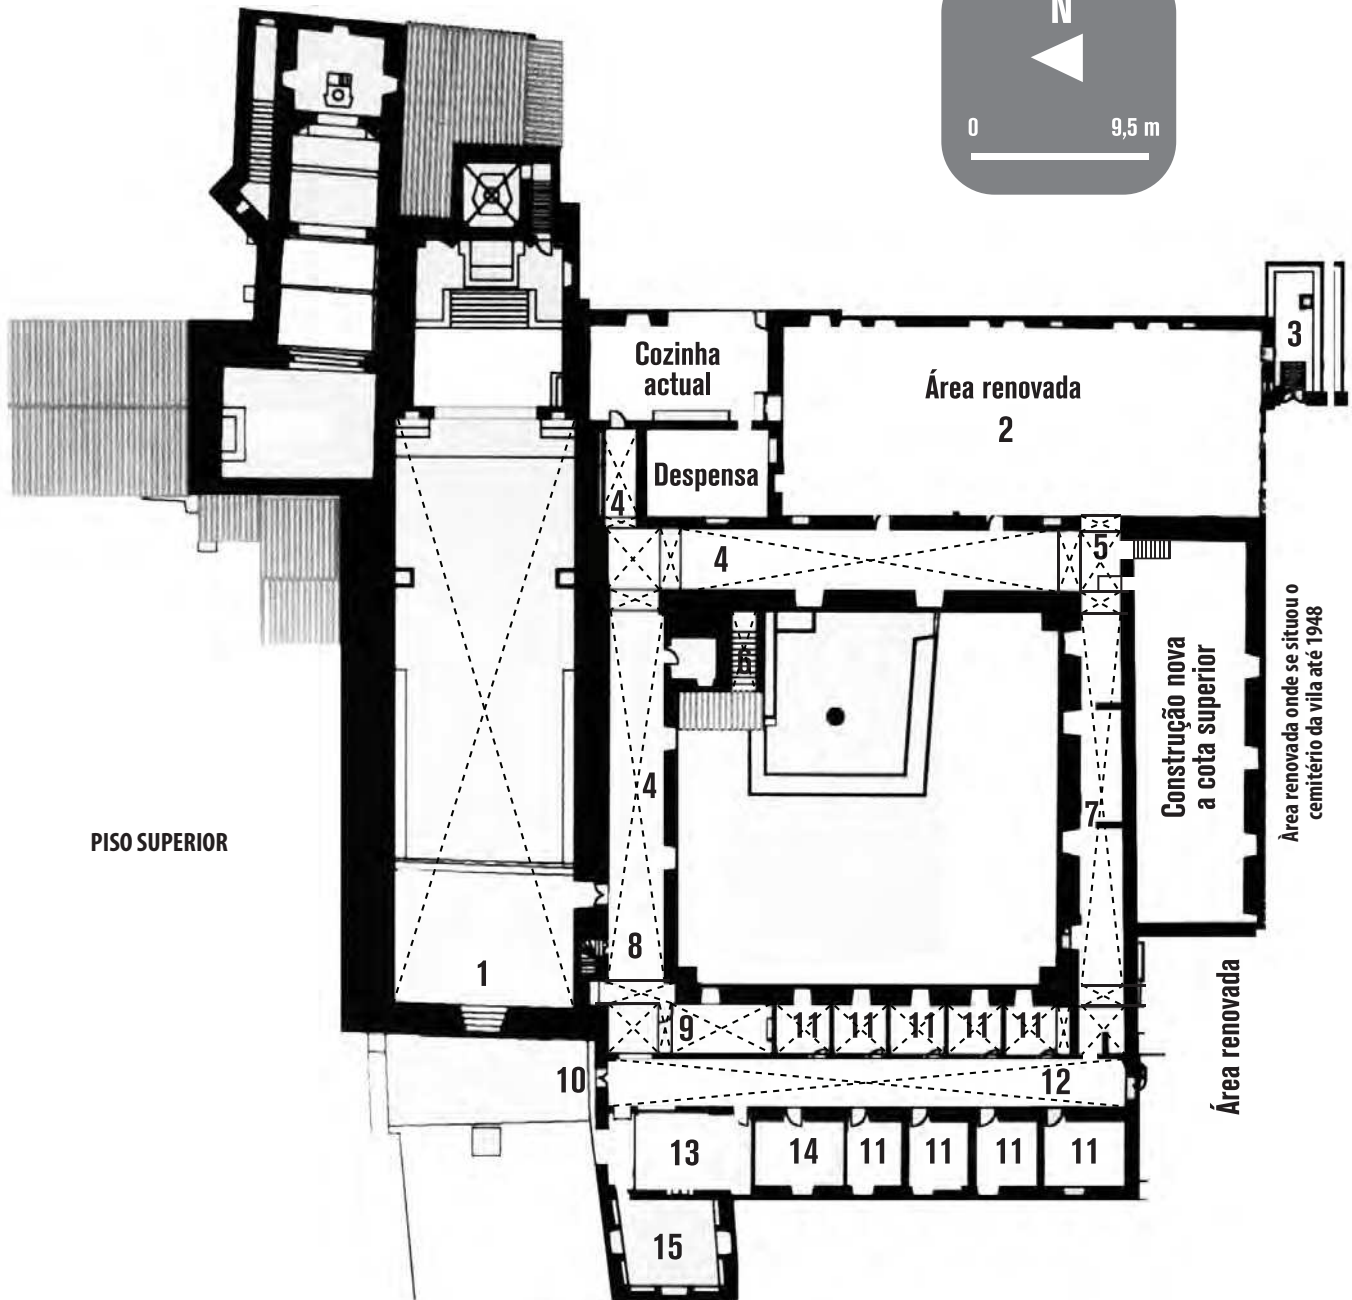 N
0 9,5 m
3
Cozinha
actual
Área renovada
2
Despensa
4
4
5
6
Construção nova
a cota superior
Área renovada onde se situou o
cemitério da vila até 1948
4
7
PISO SUPERIOR
8
1
9
11 11 11 11 11
Área renovada
10
12
13
14
11 11 11 11
15